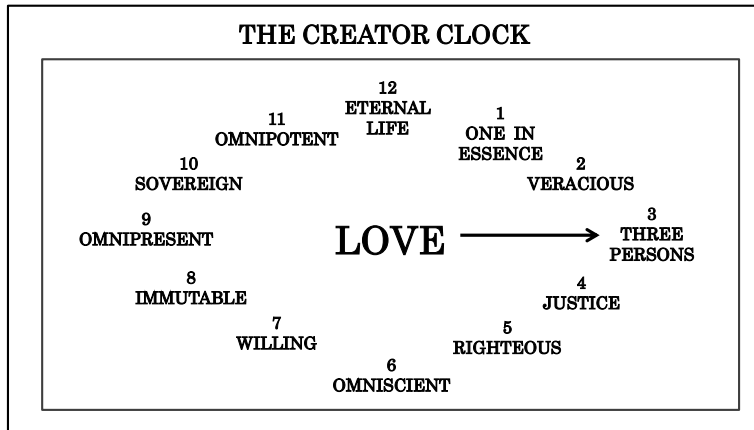 THE CREATOR CLOCK
12
ETERNAL
LIFE
1
ONE IN
ESSENCE
2
VERACIOUS
3
THREE
PERSONS
4
JUSTICE
5
RIGHTEOUS
6
OMNISCIENT
7
WILLING
8
IMMUTABLE
9
OMNIPRESENT
10
SOVEREIGN
11
OMNIPOTENT
LOVE